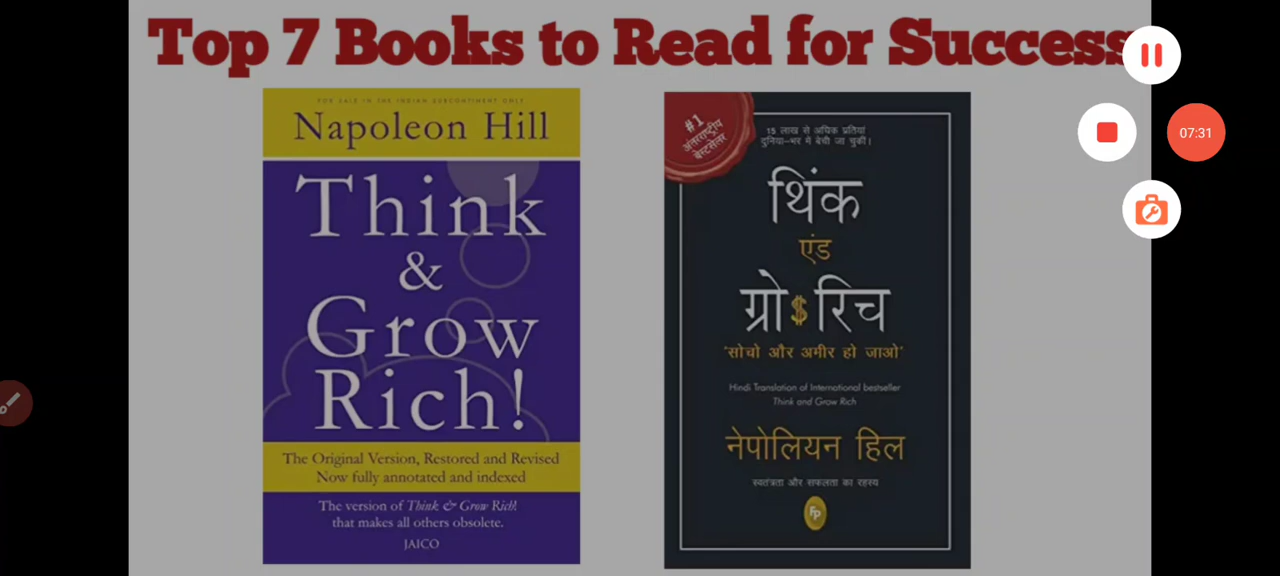 Top 7 Books to Read for Success
07:31
FOR SALE IN THE INDIAN SUBCONTINENT ONLY
Napoleon Hill
Think
&
Grow
Rich!
The Original Version, Restored and Revised
Now fully annotated and indexed
The version of Think & Grow Rich!
that makes all others obsolete.
JAICO
#1
अंतरराष्ट्रीय
बेस्टसेलर
15 लाख से अधिक प्रतियां
दुनिया-भर में बेची जा चुकीं।
थिंक
एंड
ग्रो $ रिच
'सोचो और अमीर हो जाओ'
Hindi Translation of International bestseller
Think and Grow Rich
नेपोलियन हिल
स्वतंत्रता और सफलता का रहस्य
FP